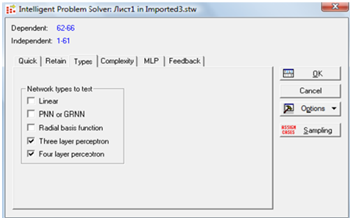 Intelligent Problem Solver: Лист1 in Imported3.stw
Dependent: 62-66
Independent: 1-61
Quick Retain Types Complexity MLP Feedback
Network types to test
Linear
PNN or GRNN
Radial basis function
Three layer perceptron
Four layer perceptron
OK
Cancel
Options
Sampling